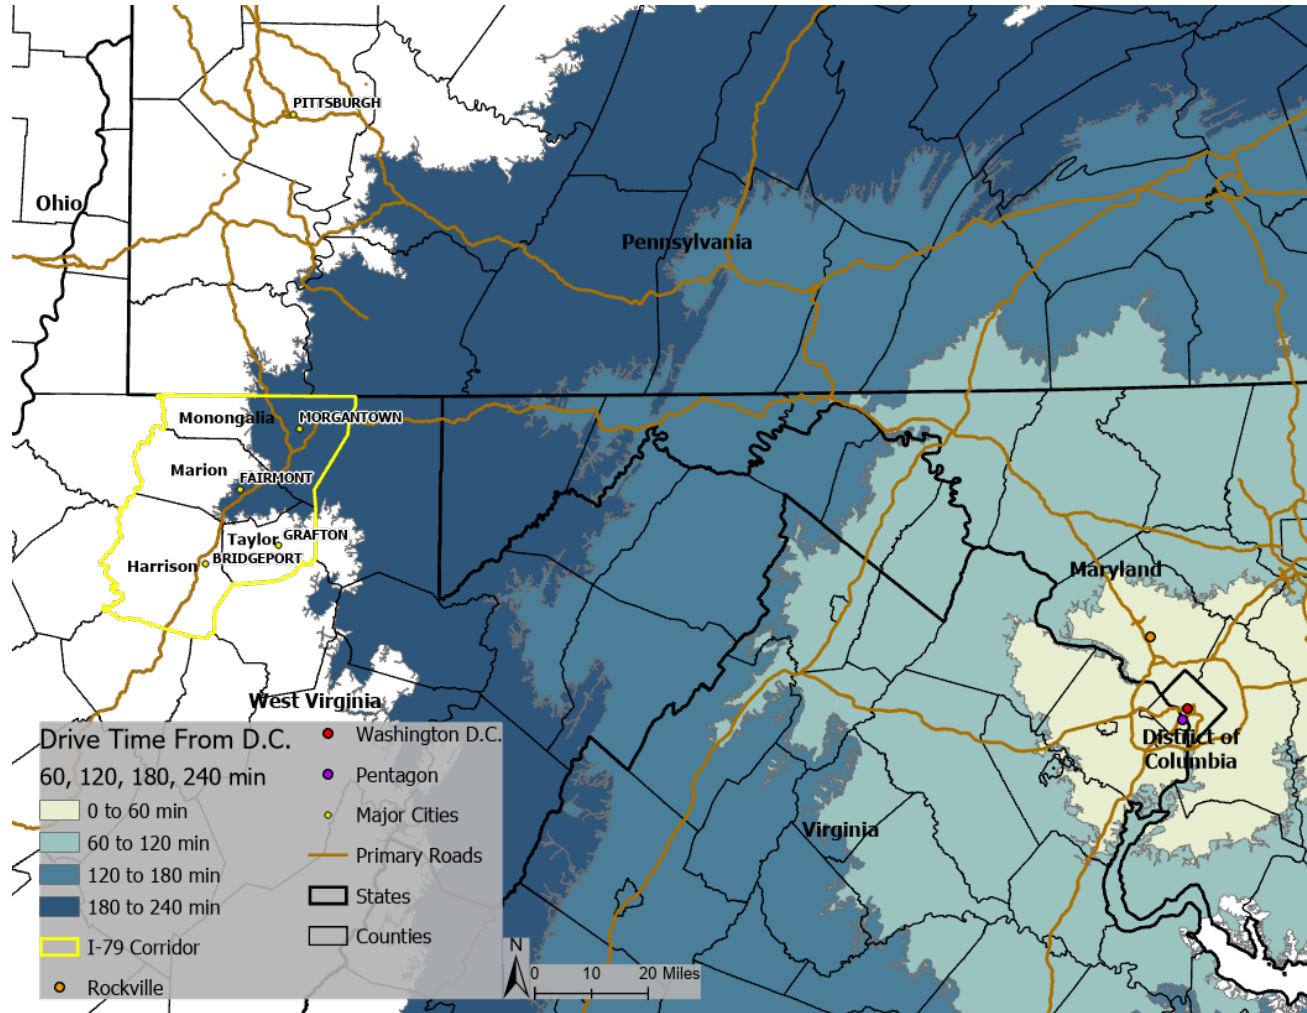 PITTSBURGH
Ohio
Pennsylvania
Monongalia
MORGANTOWN
Marion
FAIRMONT
Taylor
GRAFTON
BRIDGEPORT
Harrison
Maryland
West Virginia
District of
Columbia
Virginia
Drive Time From D.C.
60, 120, 180, 240 min
0 to 60 min
60 to 120 min
120 to 180 min
180 to 240 min
I-79 Corridor
Rockville
Washington D.C.
Pentagon
Major Cities
Primary Roads
States
Counties
N
0 10 20 Miles